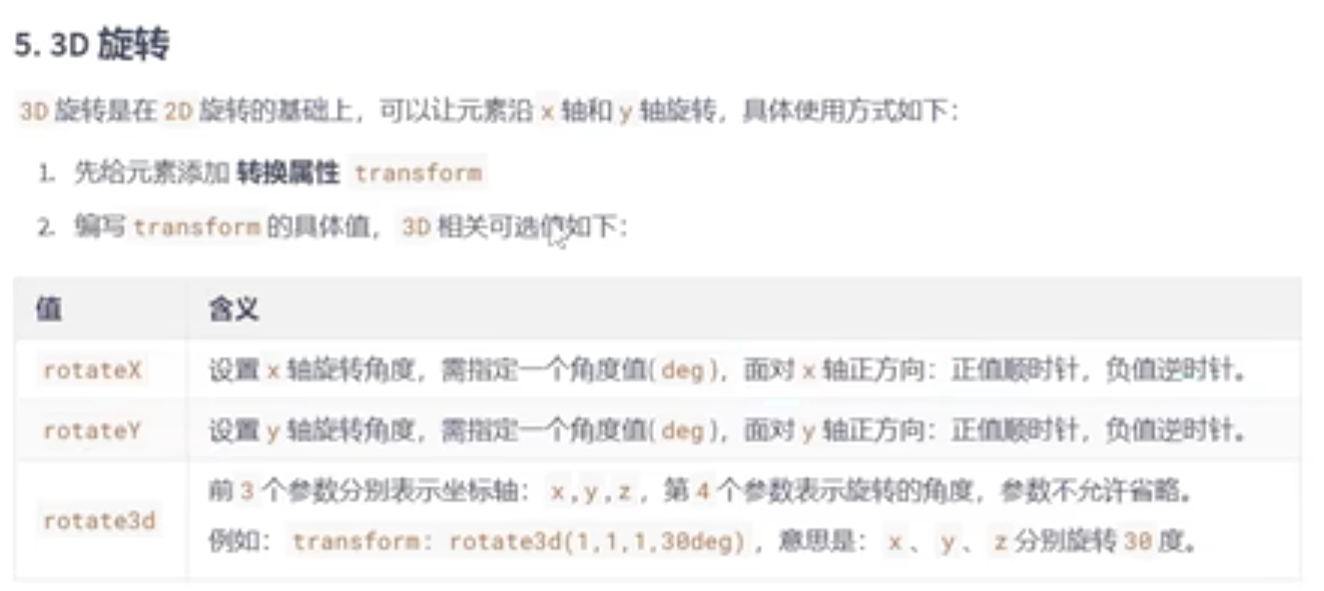 5. 3D 旋转
3D 旋转是在 2D 旋转的基础上，可以让元素沿 x 轴和 y 轴旋转，具体使用方式如下：
1. 先给元素添加 转换属性 transform
2. 编写 transform 的具体值， 3D 相关可选值如下：
值 含义
rotateX 设置 x 轴旋转角度，需指定一个角度值( deg )，面对 x 轴正方向：正值顺时针，负值逆时针。
rotateY 设置 y 轴旋转角度，需指定一个角度值( deg )，面对 y 轴正方向：正值顺时针，负值逆时针。
rotate3d 前 3 个参数分别表示坐标轴： x,y,z ，第 4 个参数表示旋转的角度，参数不允许省略。
例如： transform: rotate3d(1,1,1,30deg) ，意思是： x 、 y 、 z 分别旋转 30 度。